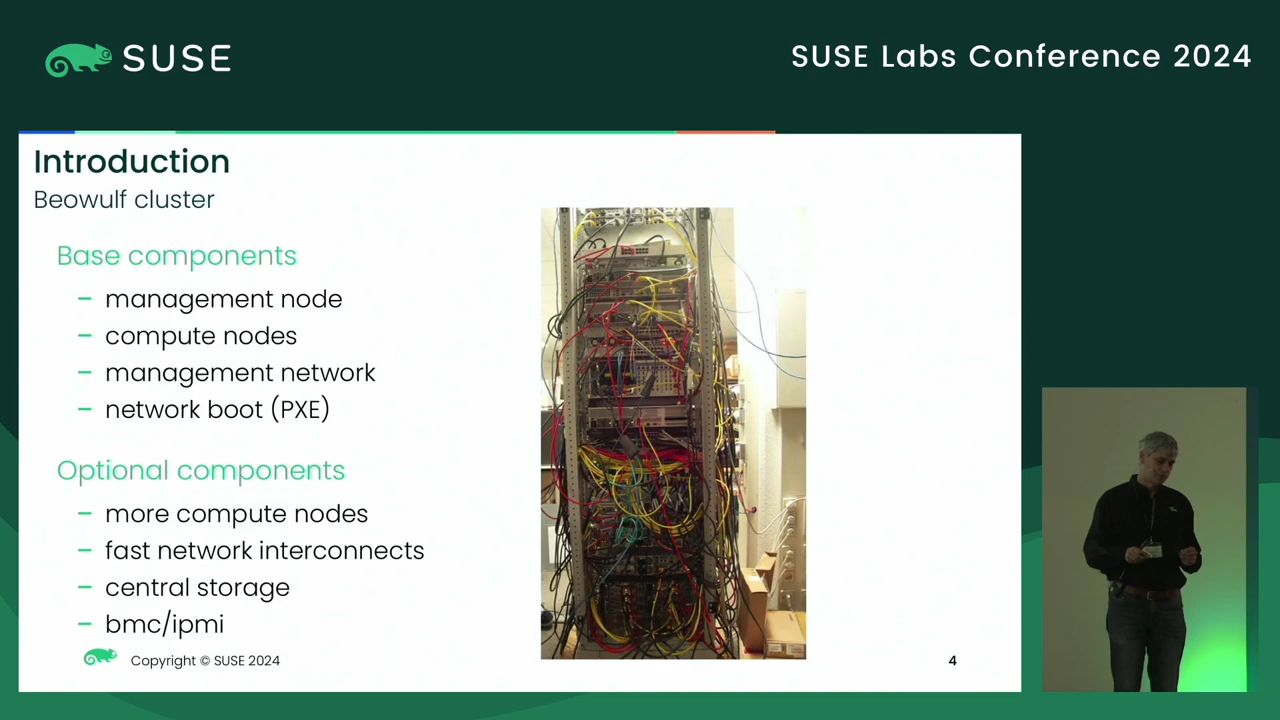 SUSE
SUSE Labs Conference 2024
Introduction
Beowulf cluster
Base components
– management node
– compute nodes
– management network
– network boot (PXE)
Optional components
– more compute nodes
– fast network interconnects
– central storage
– bmc/ipmi
Copyright © SUSE 2024
4